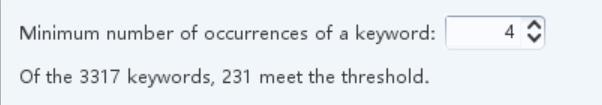 Minimum number of occurrences of a keyword: 4
Of the 3317 keywords, 231 meet the threshold.